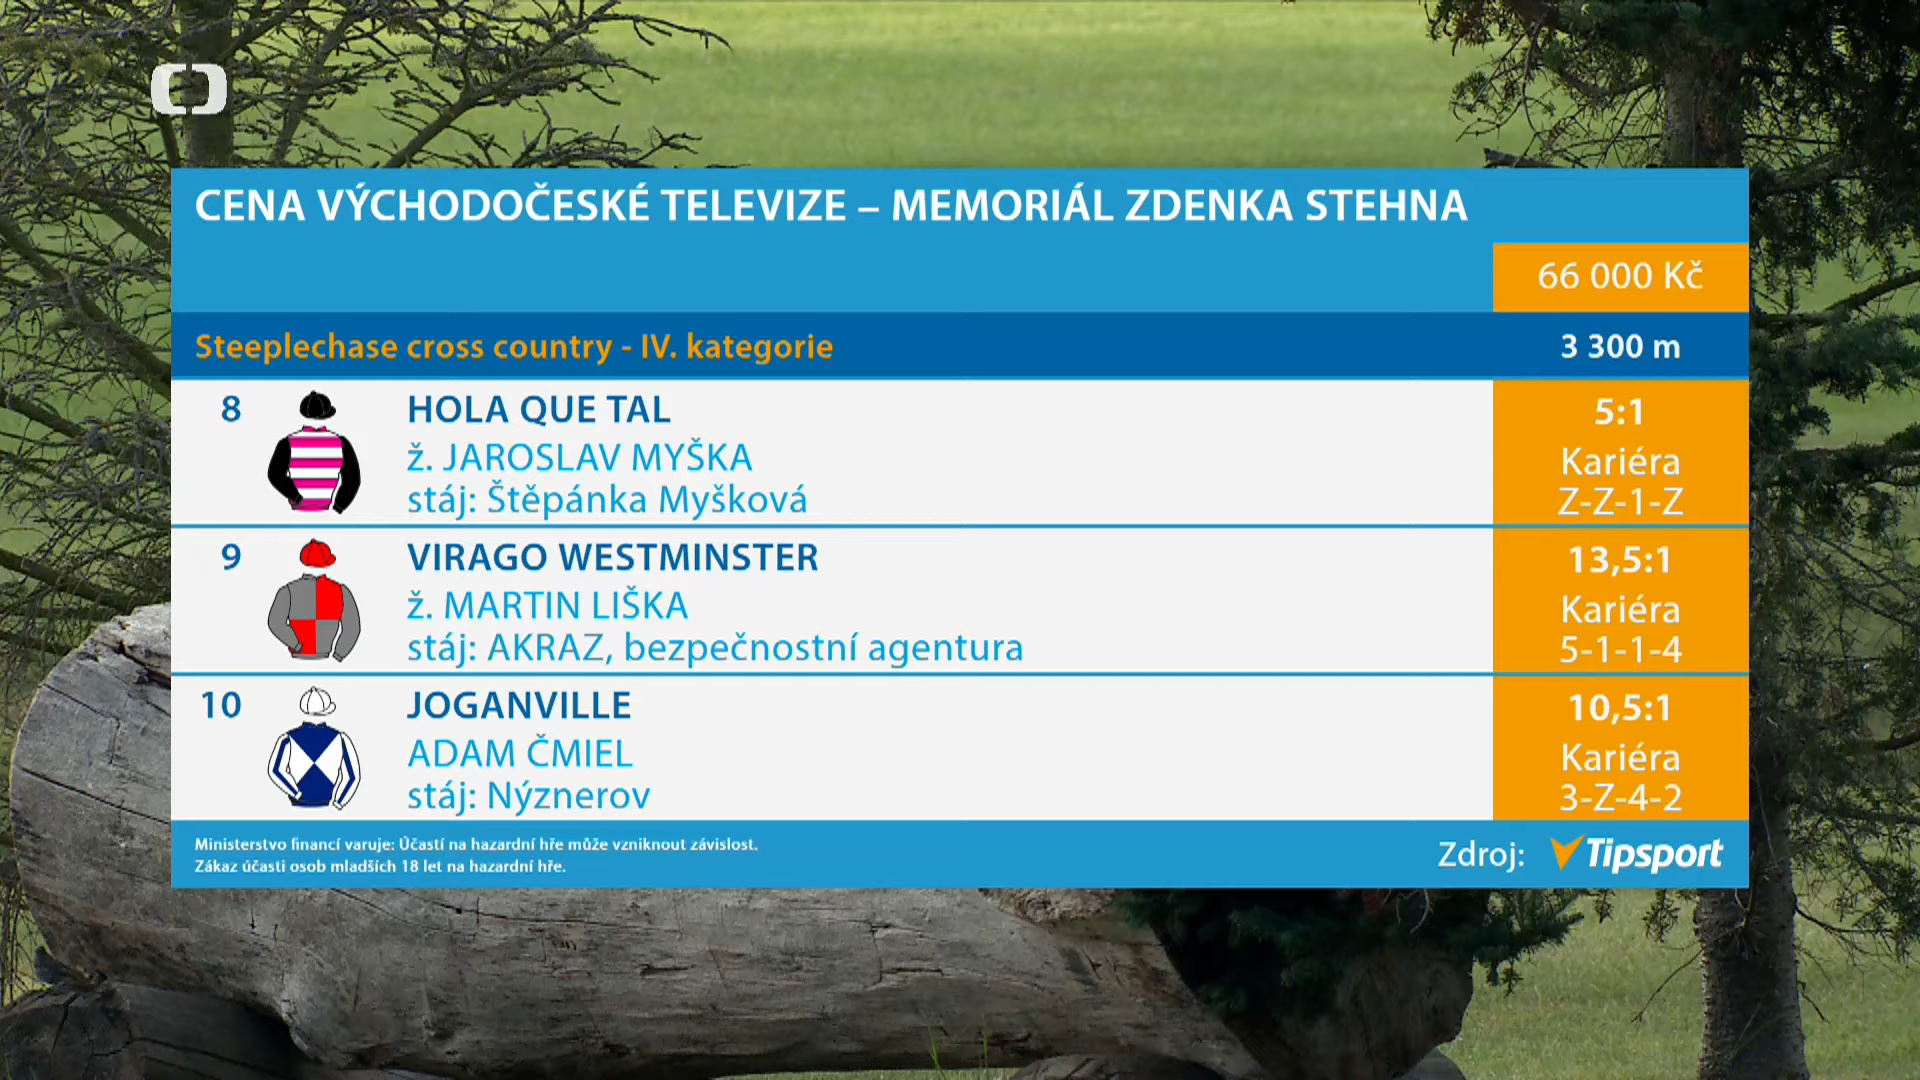 CENA VÝCHODOČESKÉ TELEVIZE – MEMORIÁL ZDENKA STEHNA
66 000 Kč
Steeplechase cross country - IV. kategorie 3 300 m
8 HOLA QUE TAL 5:1
ž. JAROSLAV MYŠKA Kariéra
stáj: Štěpánka Myšková Z-Z-1-Z
9 VIRAGO WESTMINSTER 13,5:1
ž. MARTIN LIŠKA Kariéra
stáj: AKRAZ, bezpečnostní agentura 5-1-1-4
10 JOGANVILLE 10,5:1
ADAM ČMIEL Kariéra
stáj: Nýznerov 3-Z-4-2
Ministerstvo financí varuje: Účastí na hazardní hře může vzniknout závislost.
Zákaz účasti osob mladších 18 let na hazardní hře.
Zdroj: Tipsport